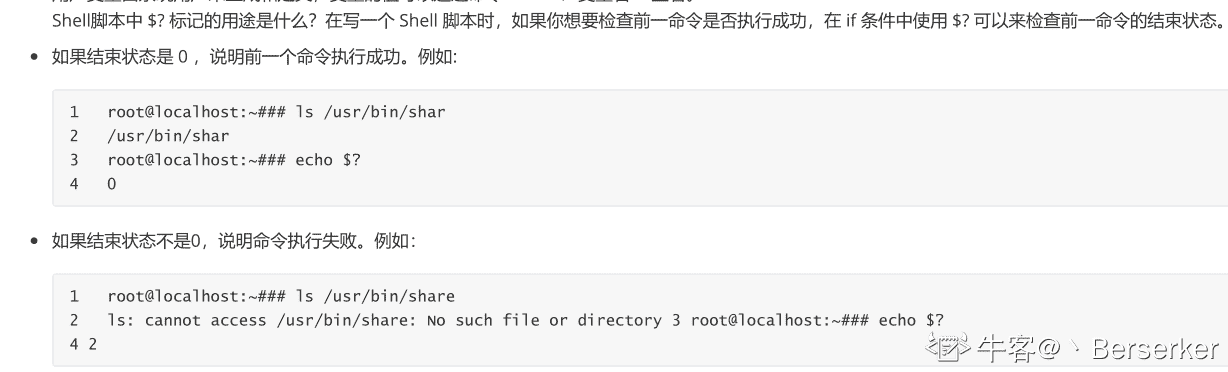 Shell脚本中 $? 标记的用途是什么？在写一个 Shell 脚本时，如果你想要检查前一命令是否执行成功，在 if 条件中使用 $? 可以来检查前一命令的结束状态。
• 如果结束状态是 0 ，说明前一个命令执行成功。例如:
1 root@localhost:~### ls /usr/bin/shar
2 /usr/bin/shar
3 root@localhost:~### echo $?
4 0
• 如果结束状态不是0，说明命令执行失败。例如：
1 root@localhost:~### ls /usr/bin/share
2 ls: cannot access /usr/bin/share: No such file or directory 3 root@localhost:~### echo $?
4 2
牛客@丶Berserker